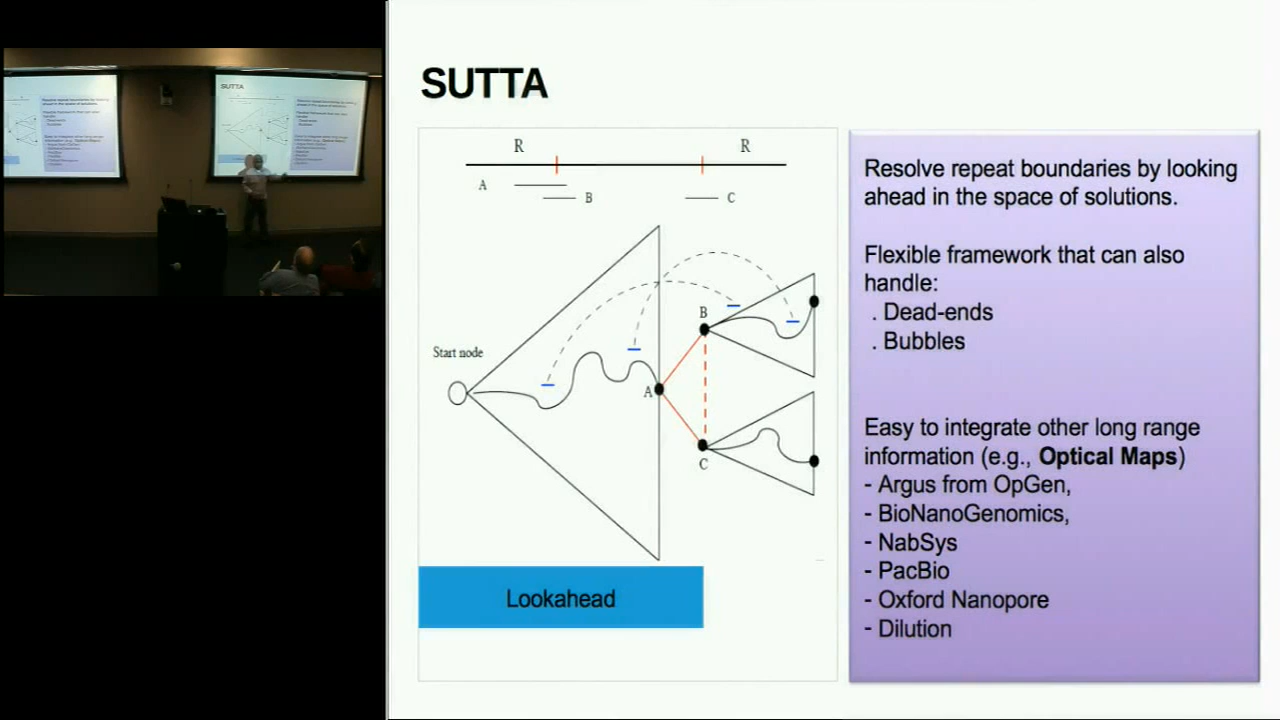 SUTTA
R
R
A
B
C
Start node
B
A
C
Lookahead
Resolve repeat boundaries by looking
ahead in the space of solutions.
Flexible framework that can also
handle:
. Dead-ends
. Bubbles
Easy to integrate other long range
information (e.g., Optical Maps)
- Argus from OpGen,
- BioNanoGenomics,
- NabSys
- PacBio
- Oxford Nanopore
- Dilution
SUTTA